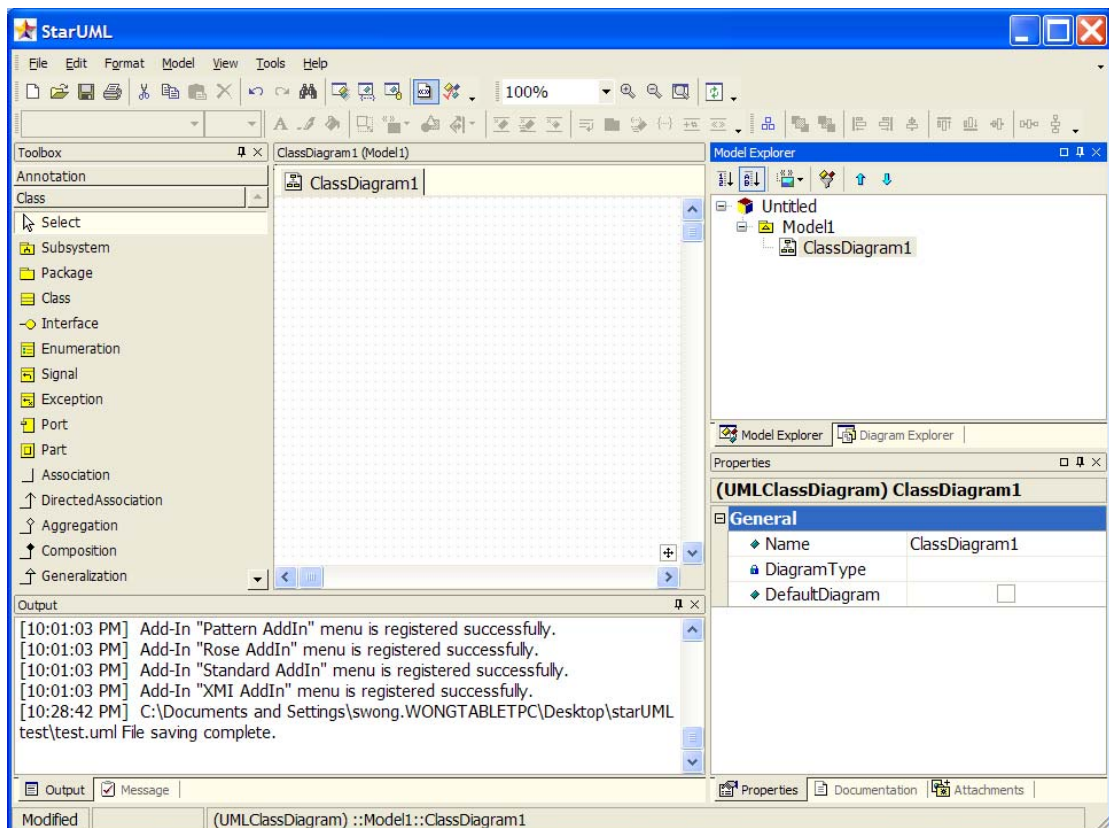 StarUML
File Edit Format Model View Tools Help
100%
Toolbox
Annotation
Class
Select
Subsystem
Package
Class
Interface
Enumeration
Signal
Exception
Port
Part
Association
DirectedAssociation
Aggregation
Composition
Generalization
ClassDiagram1 (Model1)
ClassDiagram1
Model Explorer
Untitled
Model1
ClassDiagram1
Model Explorer Diagram Explorer
Properties
(UMLClassDiagram) ClassDiagram1
General
Name ClassDiagram1
DiagramType
DefaultDiagram
Output
[10:01:03 PM] Add-In "Pattern AddIn" menu is registered successfully.
[10:01:03 PM] Add-In "Rose AddIn" menu is registered successfully.
[10:01:03 PM] Add-In "Standard AddIn" menu is registered successfully.
[10:01:03 PM] Add-In "XMI AddIn" menu is registered successfully.
[10:28:42 PM] C:\Documents and Settings\swong.WONGTABLETPC\Desktop\starUML
test\test.uml File saving complete.
Output Message
Properties Documentation Attachments
Modified (UMLClassDiagram) ::Model1::ClassDiagram1